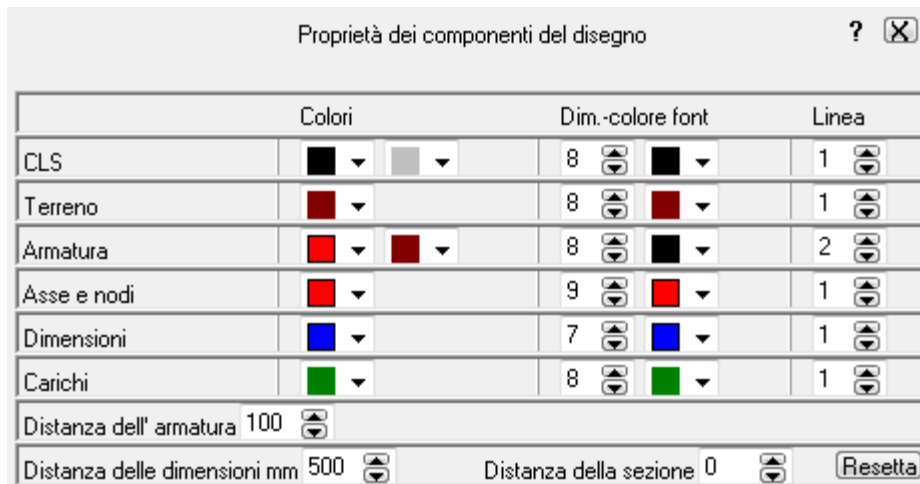 Proprietà dei componenti del disegno ? X
Colori Dim.-colore font Linea
CLS 8 1
Terreno 8 1
Armatura 8 2
Asse e nodi 9 1
Dimensioni 7 1
Carichi 8 1
Distanza dell' armatura 100
Distanza delle dimensioni mm 500 Distanza della sezione 0 Resetta